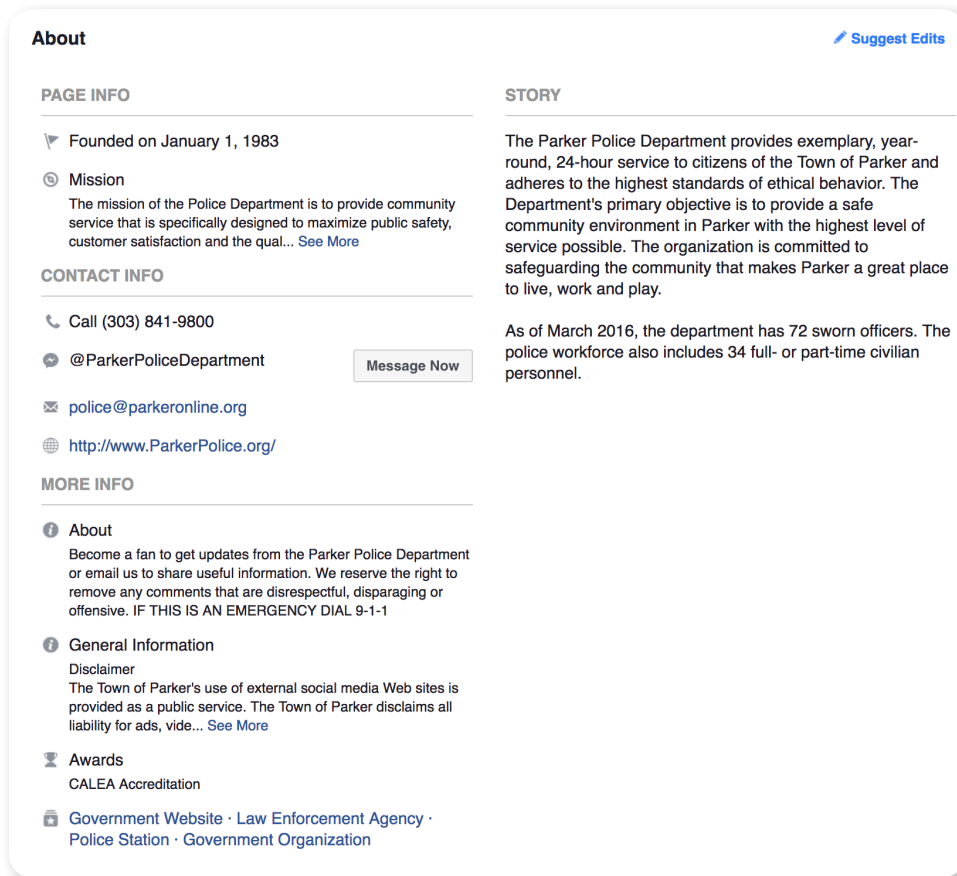 About
Suggest Edits
PAGE INFO
Founded on January 1, 1983
Mission
The mission of the Police Department is to provide community
service that is specifically designed to maximize public safety,
customer satisfaction and the qual... See More
CONTACT INFO
Call (303) 841-9800
@ParkerPoliceDepartment
Message Now
police@parkeronline.org
http://www.ParkerPolice.org/
MORE INFO
About
Become a fan to get updates from the Parker Police Department
or email us to share useful information. We reserve the right to
remove any comments that are disrespectful, disparaging or
offensive. IF THIS IS AN EMERGENCY DIAL 9-1-1
General Information
Disclaimer
The Town of Parker's use of external social media Web sites is
provided as a public service. The Town of Parker disclaims all
liability for ads, vide... See More
Awards
CALEA Accreditation
Government Website · Law Enforcement Agency ·
Police Station · Government Organization
STORY
The Parker Police Department provides exemplary, year-
round, 24-hour service to citizens of the Town of Parker and
adheres to the highest standards of ethical behavior. The
Department's primary objective is to provide a safe
community environment in Parker with the highest level of
service possible. The organization is committed to
safeguarding the community that makes Parker a great place
to live, work and play.
As of March 2016, the department has 72 sworn officers. The
police workforce also includes 34 full- or part-time civilian
personnel.